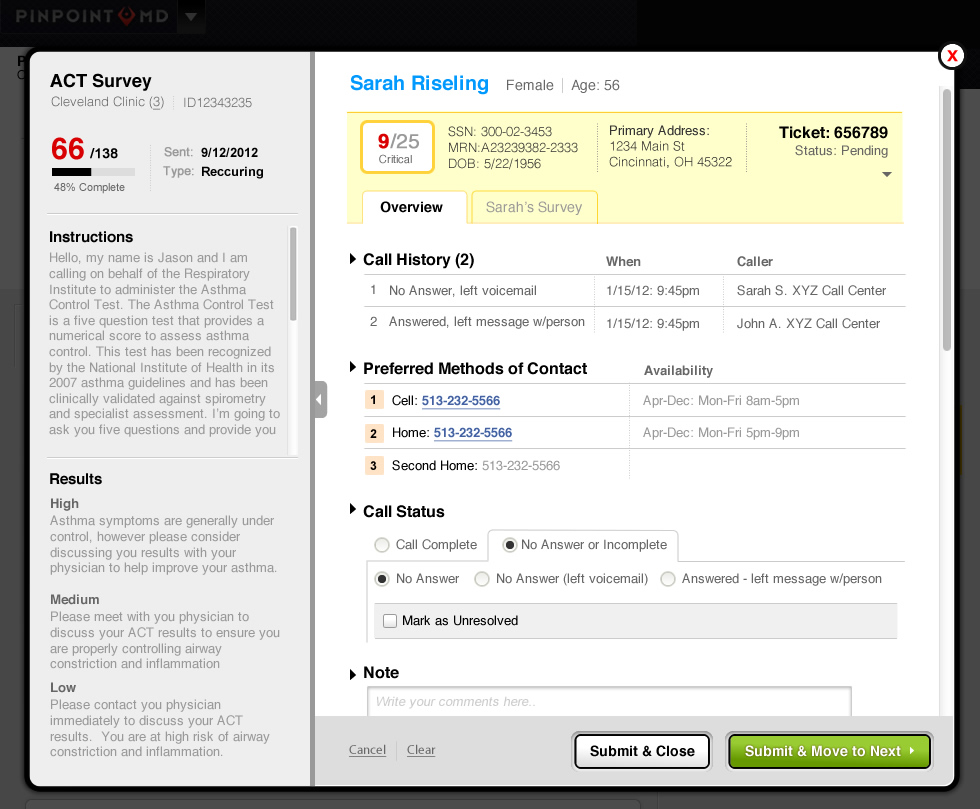 PINPOINT MD
X
ACT Survey
Cleveland Clinic (3) ID12343235
66 /138
48% Complete
Sent: 9/12/2012
Type: Reccuring
Instructions
Hello, my name is Jason and I am
calling on behalf of the Respiratory
Institute to administer the Asthma
Control Test. The Asthma Control Test
is a five question test that provides a
numerical score to assess asthma
control. This test has been recognized
by the National Institute of Health in its
2007 asthma guidelines and has been
clinically validated against spirometry
and specialist assessment. I'm going to
ask you five questions and provide you
Results
High
Asthma symptoms are generally under
control, however please consider
discussing you results with your
physician to help improve your asthma.
Medium
Please meet with you physician to
discuss your ACT results to ensure you
are properly controlling airway
constriction and inflammation
Low
Please contact you physician
immediately to discuss your ACT
results. You are at high risk of airway
constriction and inflammation.
Sarah Riseling Female Age: 56
9/25
Critical
SSN: 300-02-3453
MRN:A23239382-2333
DOB: 5/22/1956
Primary Address:
1234 Main St
Cincinnati, OH 45322
Ticket: 656789
Status: Pending
Overview Sarah's Survey
Call History (2) When Caller
1 No Answer, left voicemail 1/15/12: 9:45pm Sarah S. XYZ Call Center
2 Answered, left message w/person 1/15/12: 9:45pm John A. XYZ Call Center
Preferred Methods of Contact Availability
1 Cell: 513-232-5566 Apr-Dec: Mon-Fri 8am-5pm
2 Home: 513-232-5566 Apr-Dec: Mon-Fri 5pm-9pm
3 Second Home: 513-232-5566
Call Status
Call Complete No Answer or Incomplete
No Answer No Answer (left voicemail) Answered - left message w/person
Mark as Unresolved
Note
Write your comments here..
Cancel Clear Submit & Close Submit & Move to Next